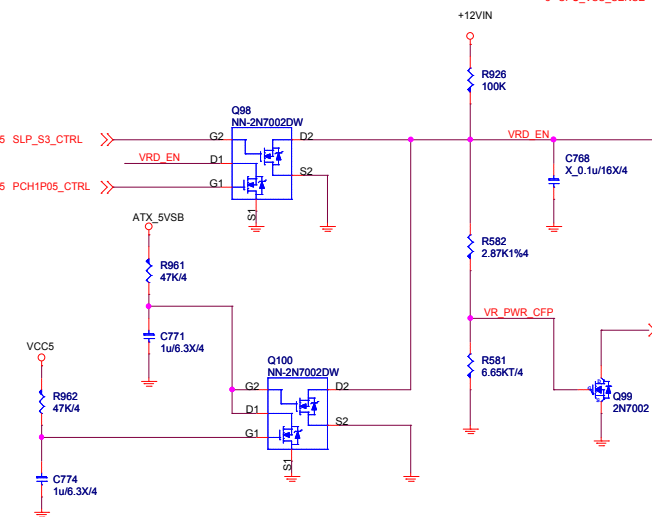 +12VIN
R926
100K
Q98
NN-2N7002DW
5 SLP_S3_CTRL
G2
D2
VRD_EN
VRD_EN
D1
C768
X_0.1u/16X/4
S2
5 PCH1P05_CTRL
G1
S1
ATX_5VSB
R961
47K/4
R582
2.87K1%4
VR_PWR_CFP
C771
1u/6.3X/4
VCC5
Q100
NN-2N7002DW
R581
6.65KT/4
G2
D2
R962
47K/4
Q99
2N7002
D1
S2
G1
S1
C774
1u/6.3X/4